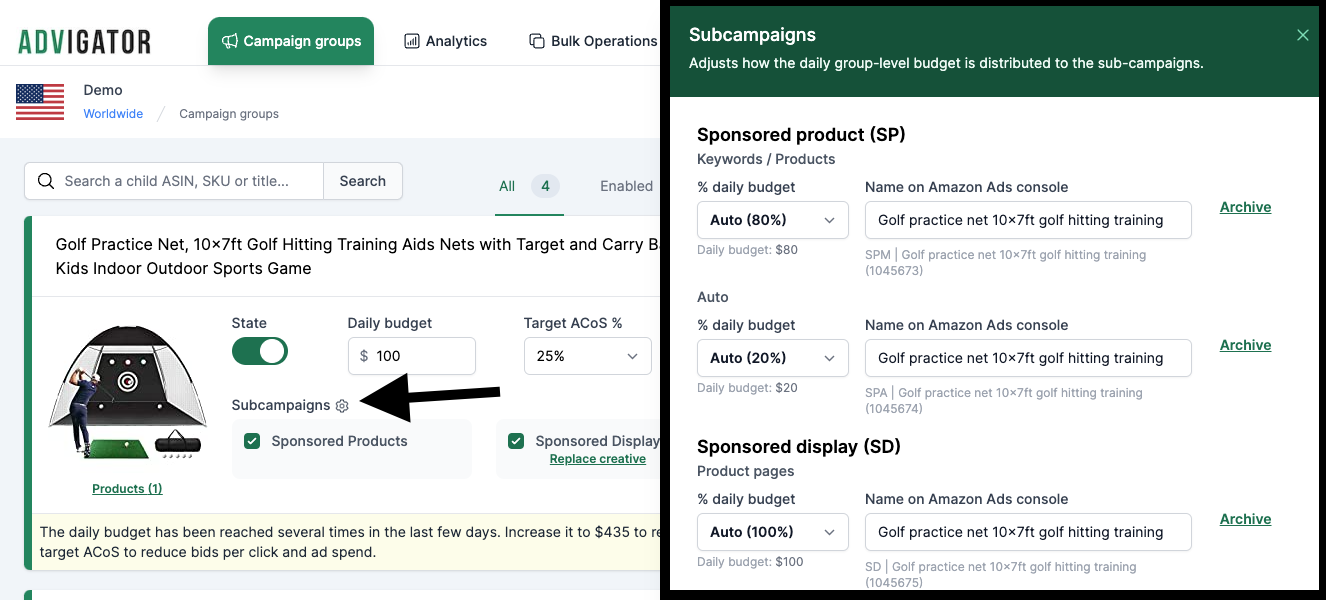 ADVIGATOR
Campaign groups
Analytics
Bulk Operations
Demo
Worldwide
Campaign groups
Search a child ASIN, SKU or title...
Search
All 4
Enabled
Golf Practice Net, 10×7ft Golf Hitting Training Aids Nets with Target and Carry Ba
Kids Indoor Outdoor Sports Game
State
Daily budget
Target ACoS %
$ 100
25%
Subcampaigns
Sponsored Products
Sponsored Display
Replace creative
Products (1)
The daily budget has been reached several times in the last few days. Increase it to $435 to re
target ACoS to reduce bids per click and ad spend.
Subcampaigns
Adjusts how the daily group-level budget is distributed to the sub-campaigns.
Sponsored product (SP)
Keywords / Products
% daily budget
Name on Amazon Ads console
Auto (80%)
Golf practice net 10×7ft golf hitting training
Archive
Daily budget: $80
SPM | Golf practice net 10×7ft golf hitting training
(1045673)
Auto
% daily budget
Name on Amazon Ads console
Auto (20%)
Golf practice net 10×7ft golf hitting training
Archive
Daily budget: $20
SPA | Golf practice net 10×7ft golf hitting training
(1045674)
Sponsored display (SD)
Product pages
% daily budget
Name on Amazon Ads console
Auto (100%)
Golf practice net 10×7ft golf hitting training
Archive
Daily budget: $100
SD | Golf practice net 10×7ft golf hitting training
(1045675)